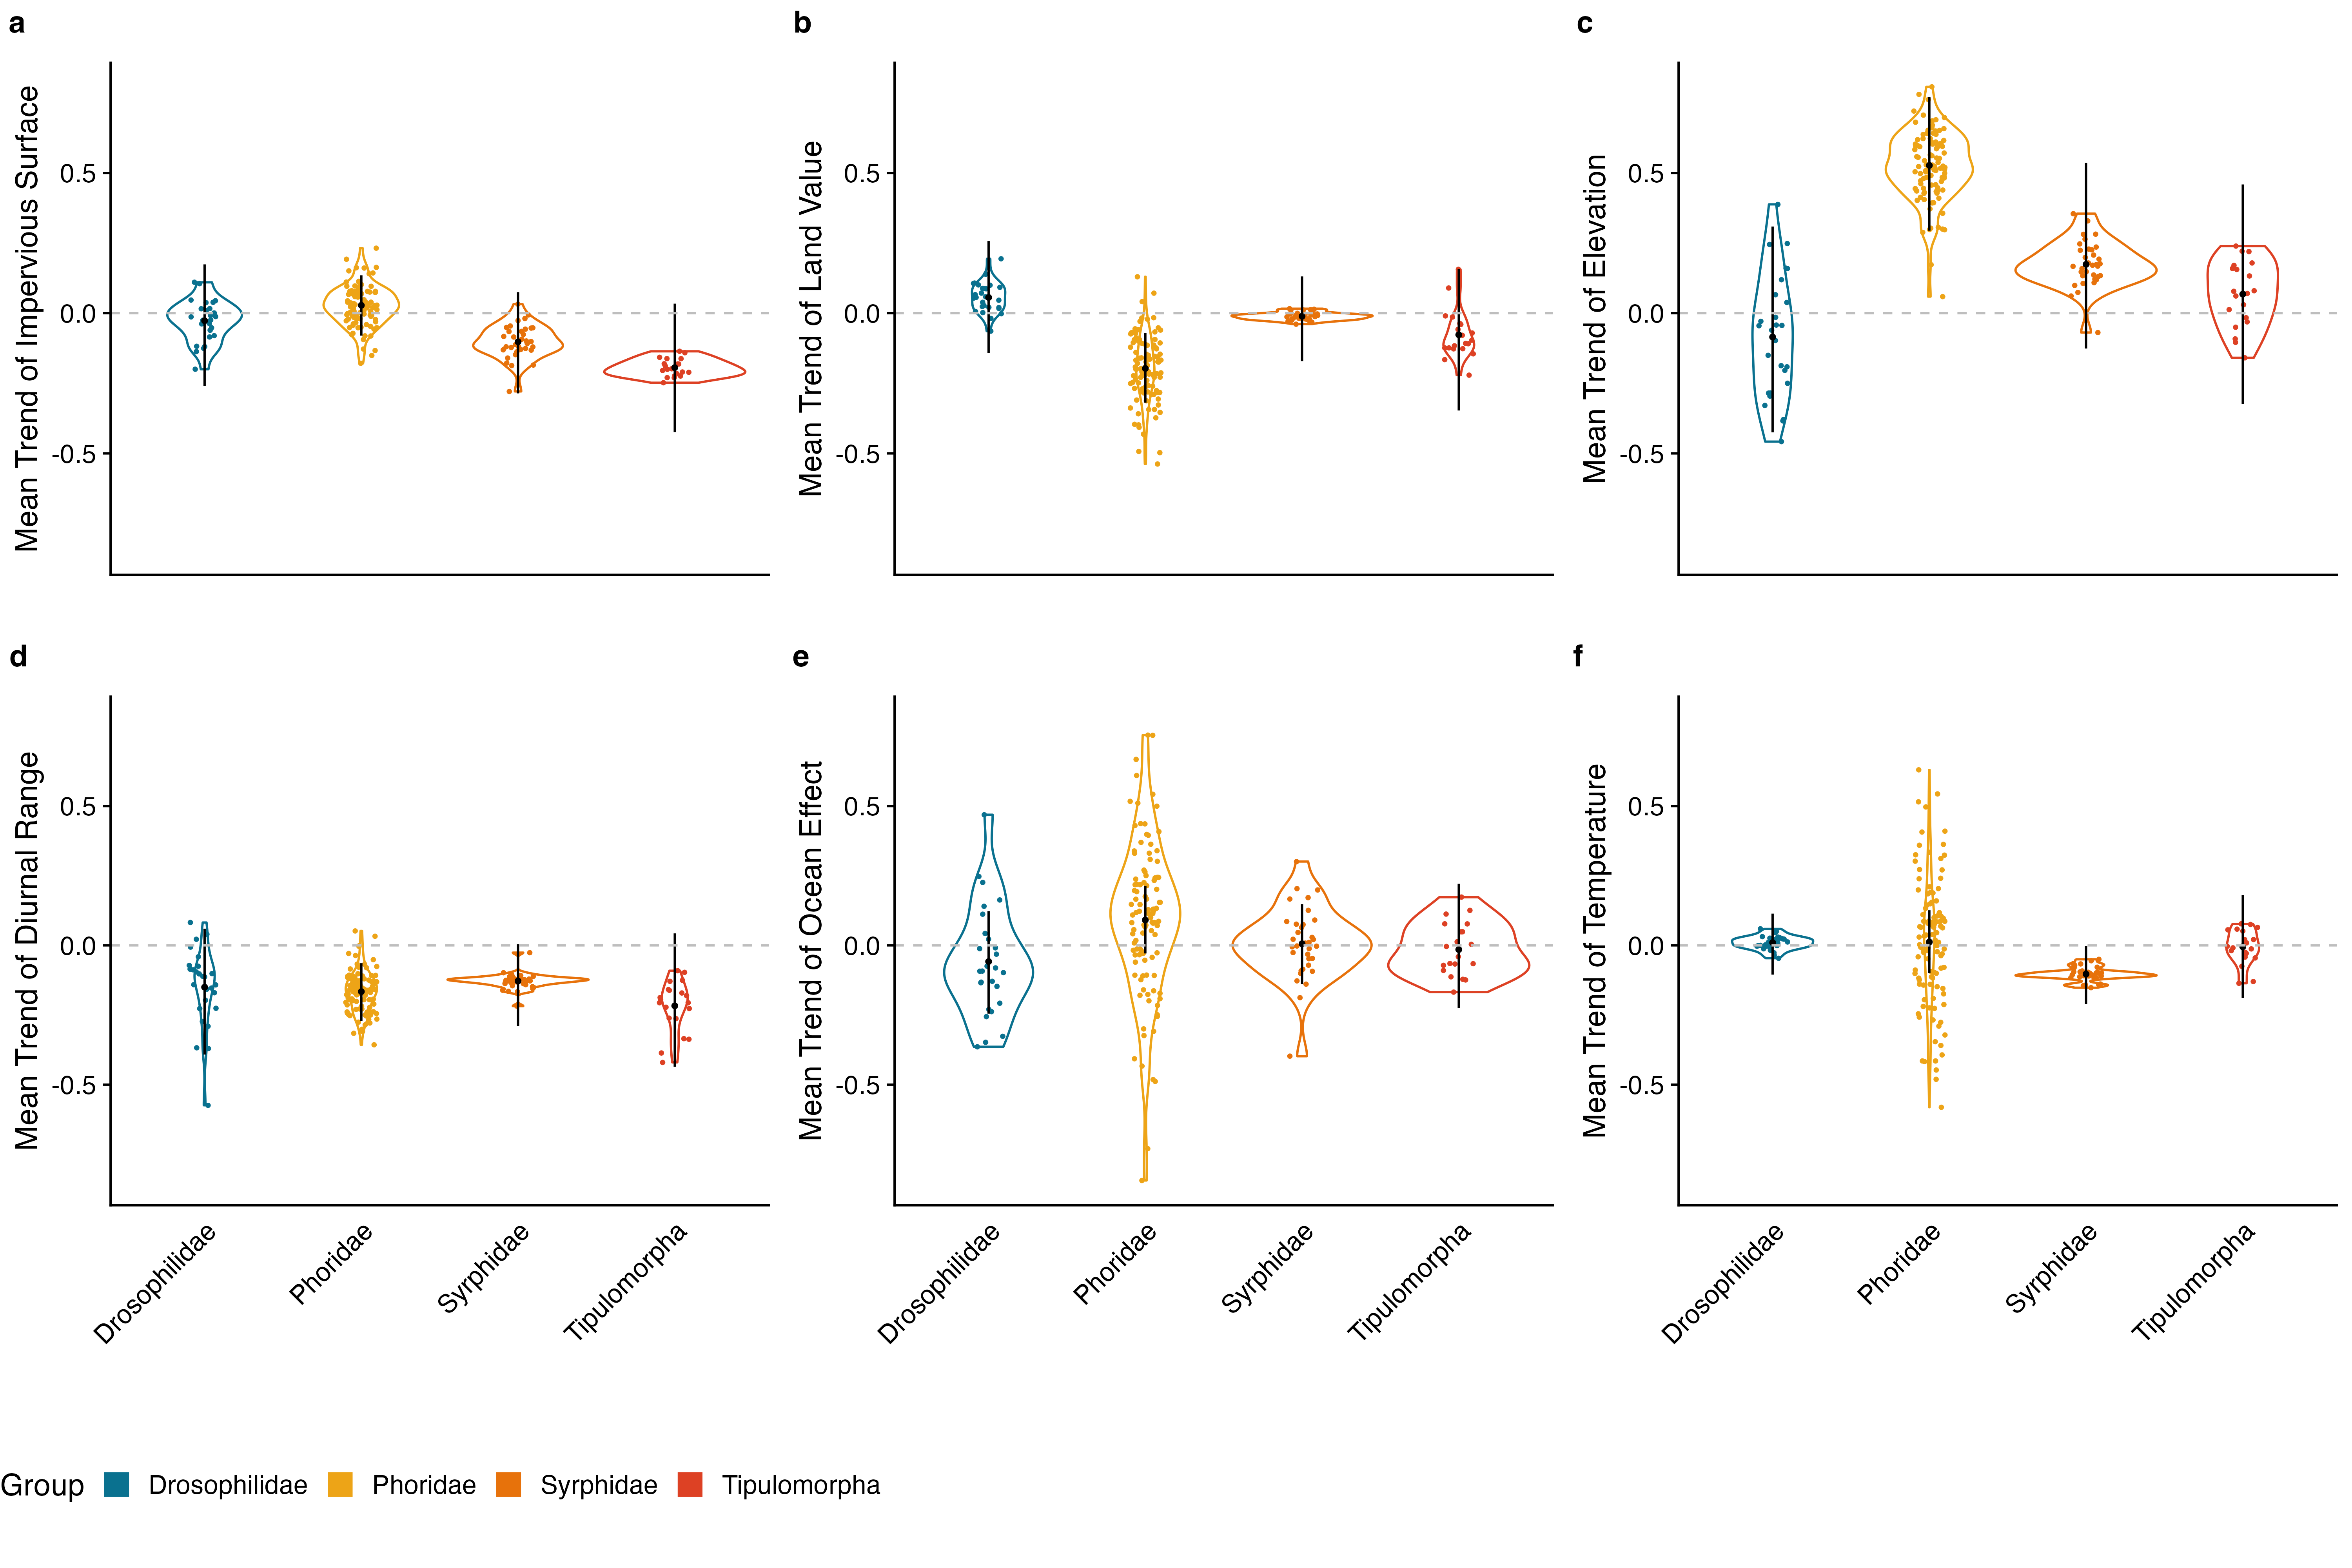 a
b
c
Mean Trend of Impervious Surface
0.5
0.0
-0.5
Mean Trend of Land Value
0.5
0.0
-0.5
Mean Trend of Elevation
0.5
0.0
-0.5
d
e
f
Mean Trend of Diurnal Range
0.5
0.0
-0.5
Drosophilidae
Phoridae
Syrphidae
Tipulomorpha
Mean Trend of Ocean Effect
0.5
0.0
-0.5
Drosophilidae
Phoridae
Syrphidae
Tipulomorpha
Mean Trend of Temperature
0.5
0.0
-0.5
Drosophilidae
Phoridae
Syrphidae
Tipulomorpha
Group Drosophilidae Phoridae Syrphidae Tipulomorpha